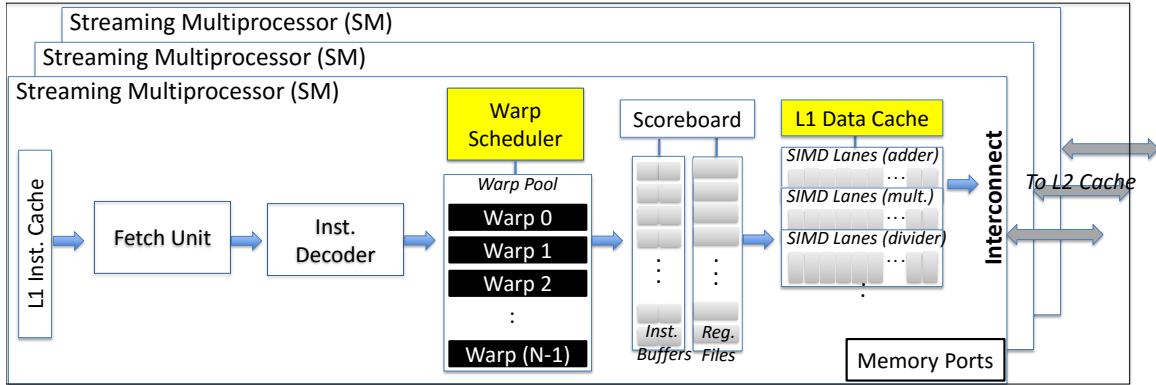 Streaming Multiprocessor (SM)
Streaming Multiprocessor (SM)
Streaming Multiprocessor (SM)
L1 Inst. Cache
Fetch Unit
Inst.
Decoder
Warp
Scheduler
Warp Pool
Warp 0
Warp 1
Warp 2
:
Warp (N-1)
Scoreboard
Inst.
Buffers
Reg.
Files
L1 Data Cache
SIMD Lanes (adder)
...
SIMD Lanes (mult.)
...
SIMD Lanes (divider)
...
Interconnect
To L2 Cache
Memory Ports